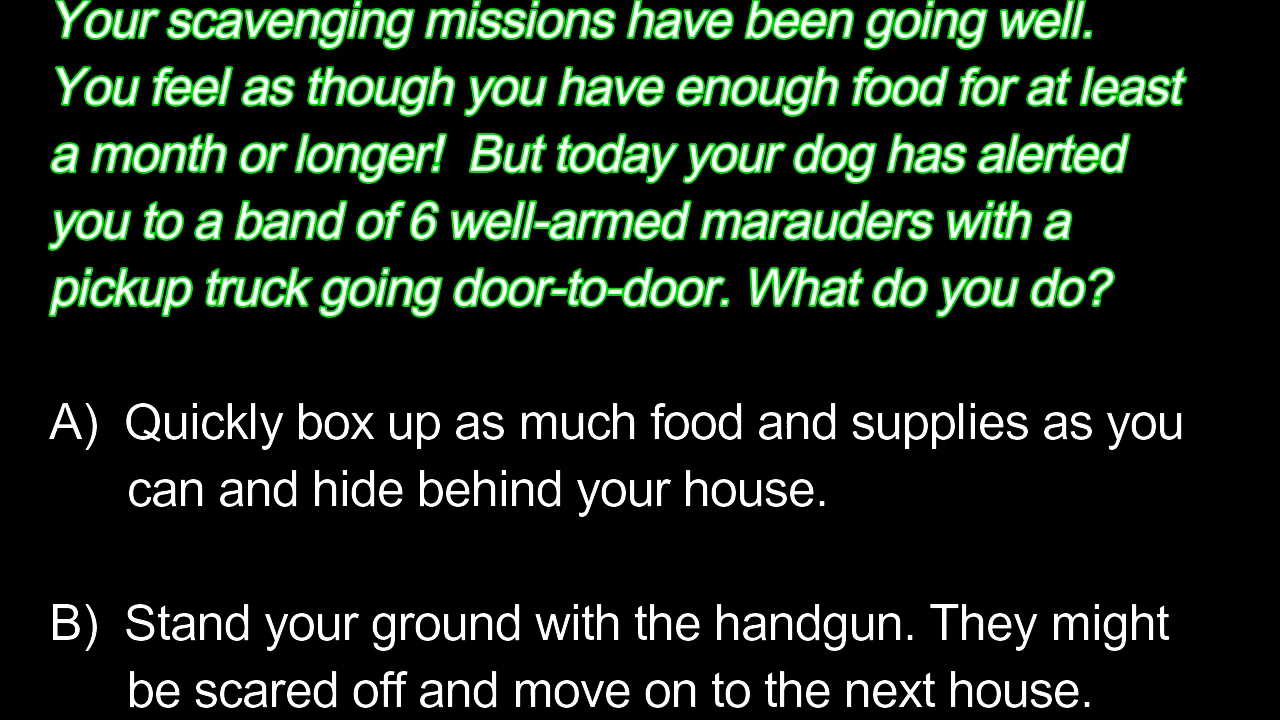 Your scavenging missions have been going well.
You feel as though you have enough food for at least
a month or longer!  But today your dog has alerted
you to a band of 6 well-armed marauders with a
pickup truck going door-to-door. What do you do?
A)  Quickly box up as much food and supplies as you
can and hide behind your house.
B)  Stand your ground with the handgun. They might
be scared off and move on to the next house.